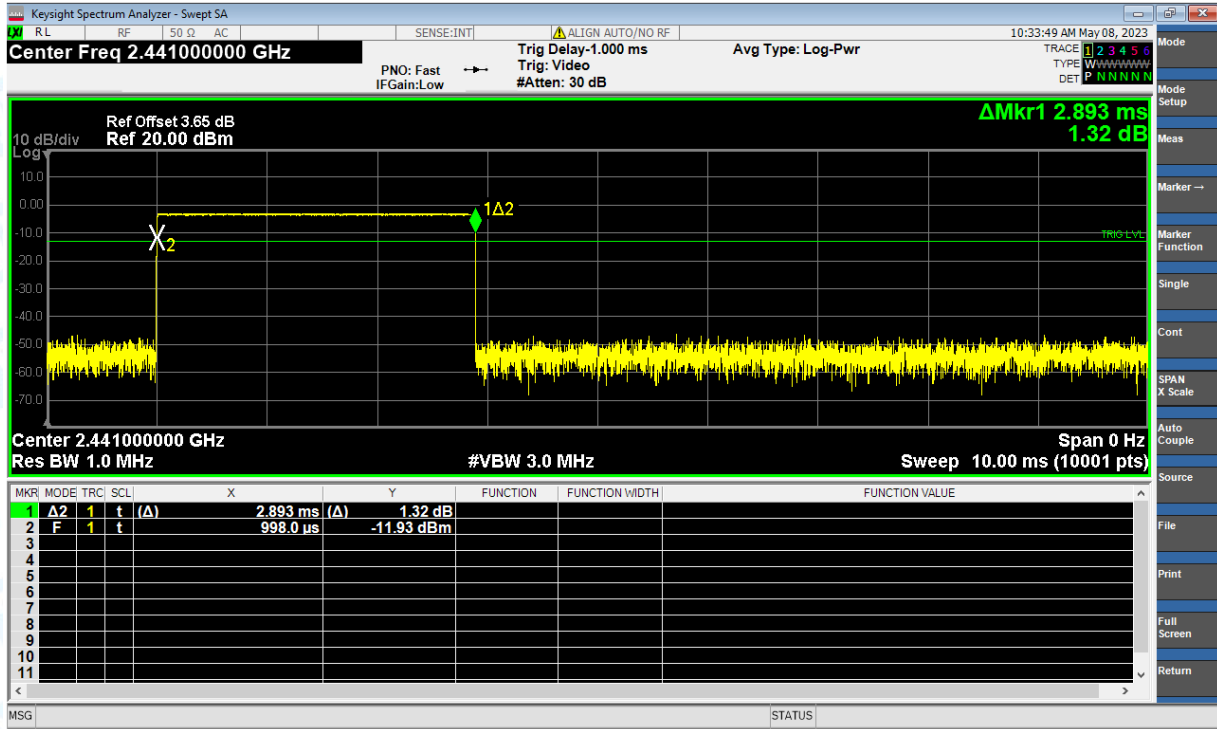 Keysight Spectrum Analyzer - Swept SA
LXI RL RF 50 Ω AC SENSE:INT ALIGN AUTO/NO RF 10:33:49 AM May 08, 2023
Center Freq 2.441000000 GHz
PNO: Fast
IFGain:Low
Trig Delay-1.000 ms
Trig: Video
#Atten: 30 dB
Avg Type: Log-Pwr
TRACE 1 2 3 4 5 6
TYPE WWWWWW
DET P N N N N N
ΔMkr1 2.893 ms
1.32 dB
Ref Offset 3.65 dB
10 dB/div Ref 20.00 dBm
Log
10.0
0.00
-10.0
-20.0
-30.0
-40.0
-50.0
-60.0
-70.0
1Δ2
2
TRIG LVL
Center 2.441000000 GHz Span 0 Hz
Res BW 1.0 MHz #VBW 3.0 MHz Sweep 10.00 ms (10001 pts)
MKR MODE TRC SCL X Y FUNCTION FUNCTION WIDTH FUNCTION VALUE
1 Δ2 1 t (Δ) 2.893 ms (Δ) 1.32 dB
2 F 1 t 998.0 µs -11.93 dBm
3
4
5
6
7
8
9
10
11
MSG STATUS
Mode
Mode
Setup
Meas
Marker →
Marker
Function
Single
Cont
SPAN
X Scale
Auto
Couple
Source
File
Print
Full
Screen
Return